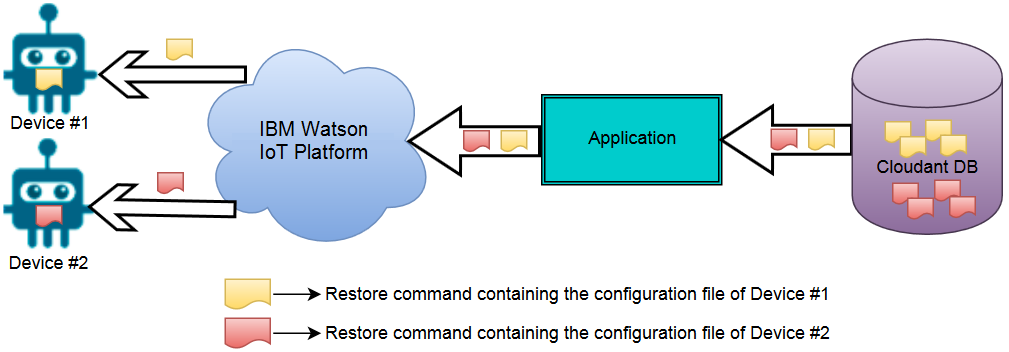 Device #1
IBM Watson
IoT Platform
Application
Cloudant DB
Device #2
Restore command containing the configuration file of Device #1
Restore command containing the configuration file of Device #2